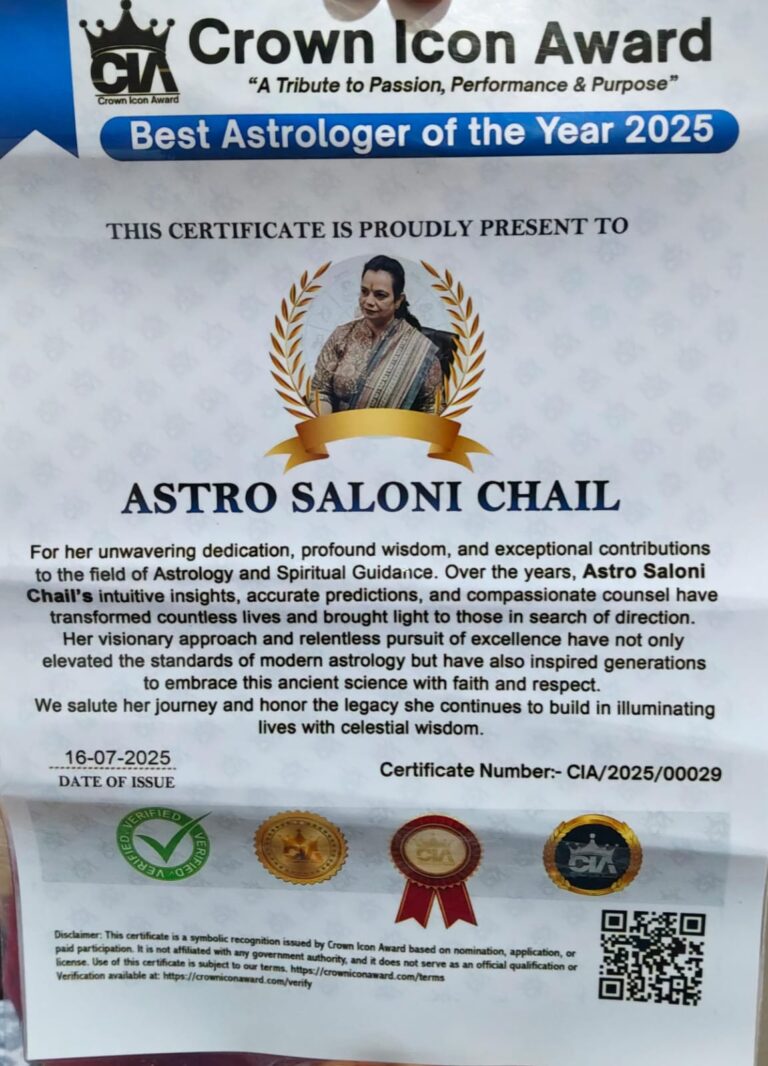 CIA
Crown Icon Award
Crown Icon Award
"A Tribute to Passion, Performance & Purpose"
Best Astrologer of the Year 2025
THIS CERTIFICATE IS PROUDLY PRESENT TO
ASTRO SALONI CHAIL
For her unwavering dedication, profound wisdom, and exceptional contributions
to the field of Astrology and Spiritual Guidance. Over the years, Astro Saloni
Chail's intuitive insights, accurate predictions, and compassionate counsel have
transformed countless lives and brought light to those in search of direction.
Her visionary approach and relentless pursuit of excellence have not only
elevated the standards of modern astrology but have also inspired generations
to embrace this ancient science with faith and respect.
We salute her journey and honor the legacy she continues to build in illuminating
lives with celestial wisdom.
16-07-2025
DATE OF ISSUE
Certificate Number:- CIA/2025/00029
VERIFIED VERIFIED VERIFIED VERIFIED
CIA
CIA
CIA
Disclaimer: This certificate is a symbolic recognition issued by Crown Icon Award based on nomination, application, or
paid participation. It is not affiliated with any government authority, and it does not serve as an official qualification or
license. Use of this certificate is subject to our terms. https://crowniconaward.com/terms
Verification available at: https://crowniconaward.com/verify